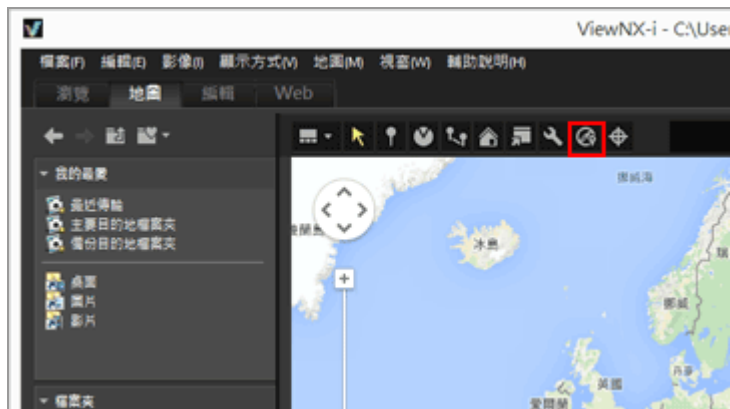 ViewNX-i - C:\User
檔案(F) 編輯(E) 影像(I) 顯示方式(V) 地圖(M) 視窗(W) 輔助說明(H)
瀏覽 地圖 編輯 Web
我的最愛
最近傳輸
主要目的地檔案夾
備份目的地檔案夾
桌面
圖片
影片
檔案夾
挪威海
冰島
挪威
瑞
丹麥
英國
愛爾蘭